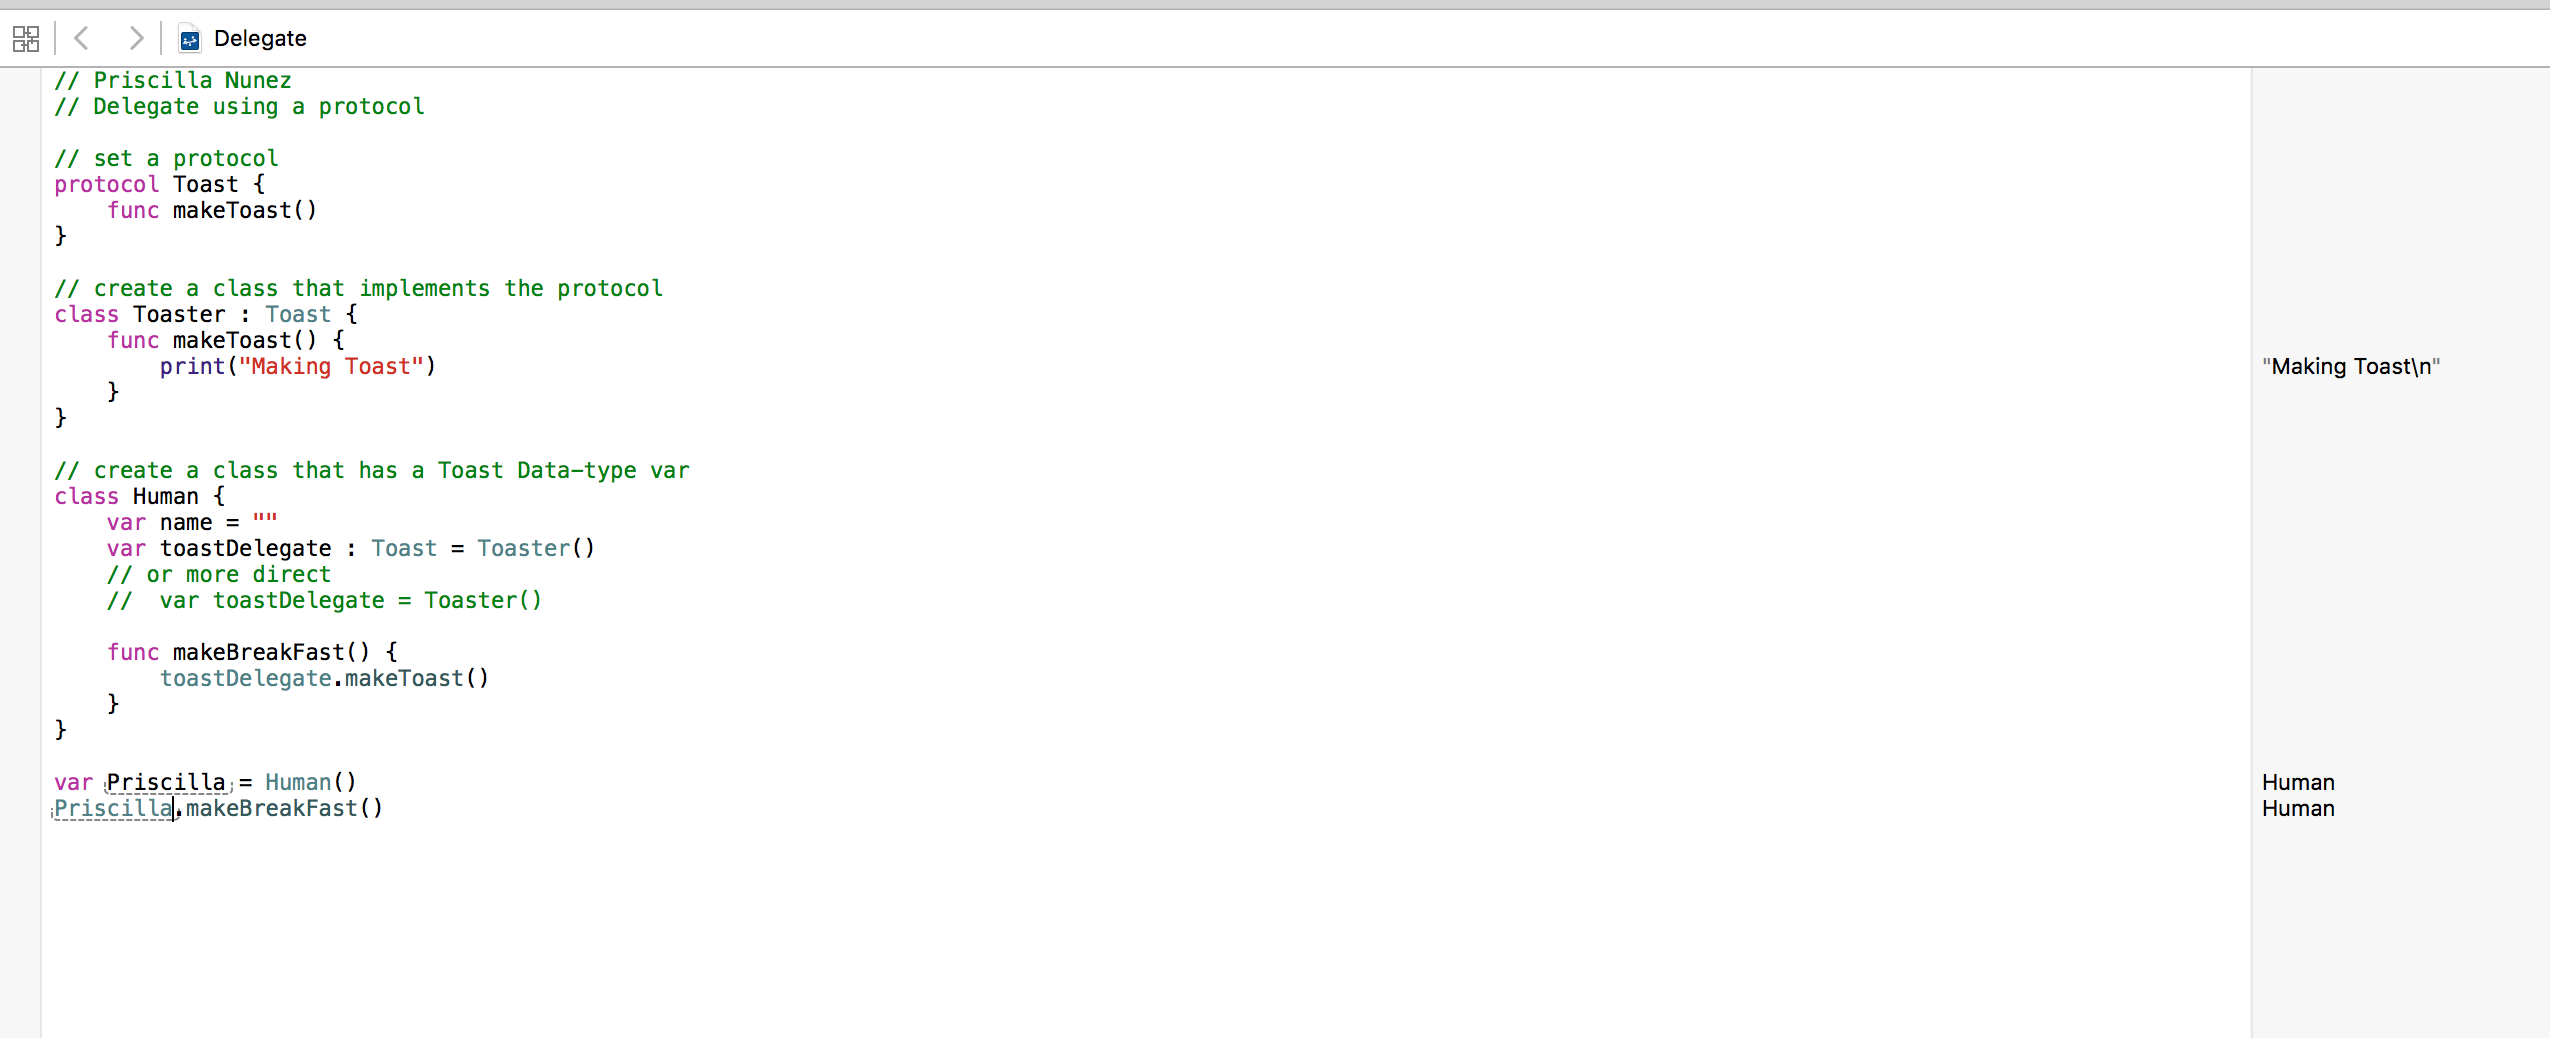 Delegate
// Priscilla Nunez
// Delegate using a protocol
// set a protocol
protocol Toast {
    func makeToast()
}
// create a class that implements the protocol
class Toaster : Toast {
    func makeToast() {
        print("Making Toast")
"Making Toast\n"
    }
}
// create a class that has a Toast Data-type var
class Human {
    var name = ""
    var toastDelegate : Toast = Toaster()
    // or more direct
    //  var toastDelegate = Toaster()
    func makeBreakFast() {
        toastDelegate.makeToast()
    }
}
var Priscilla = Human()
Human
Priscilla.makeBreakFast()
Human